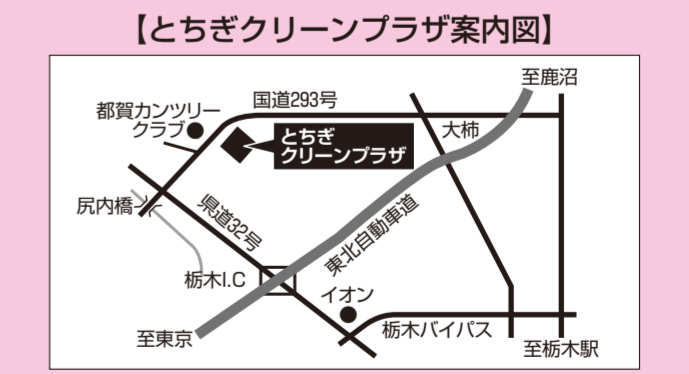 【とちぎクリーンプラザ案内図】
至鹿沼
国道293号
都賀カンツリー
クラブ
大柿
とちぎ
クリーンプラザ
尻内橋
県道32号
東北自動車道
栃木I.C
イオン
至東京
栃木バイパス
至栃木駅